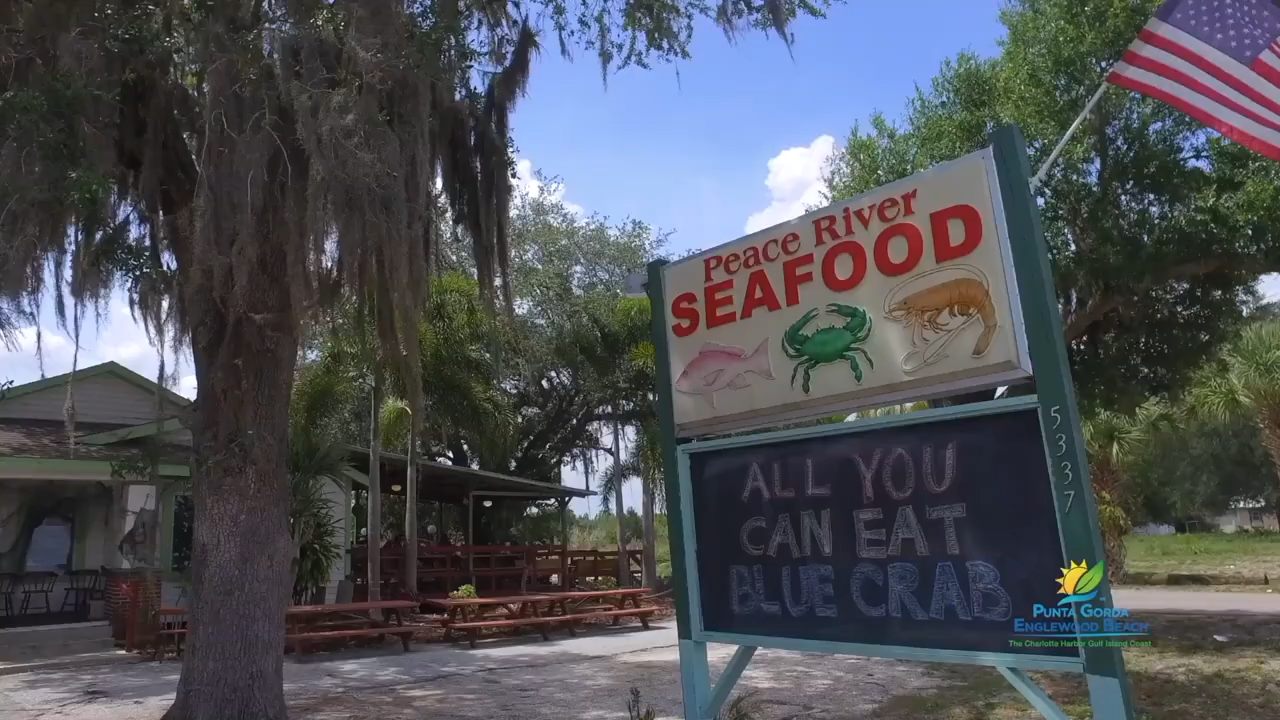 Peace River
SEAFOOD
ALL YOU
CAN EAT
BLUE CRAB
5337
PUNTA GORDA
ENGLEWOOD BEACH
The Charlotte Harbor Gulf Island Coast